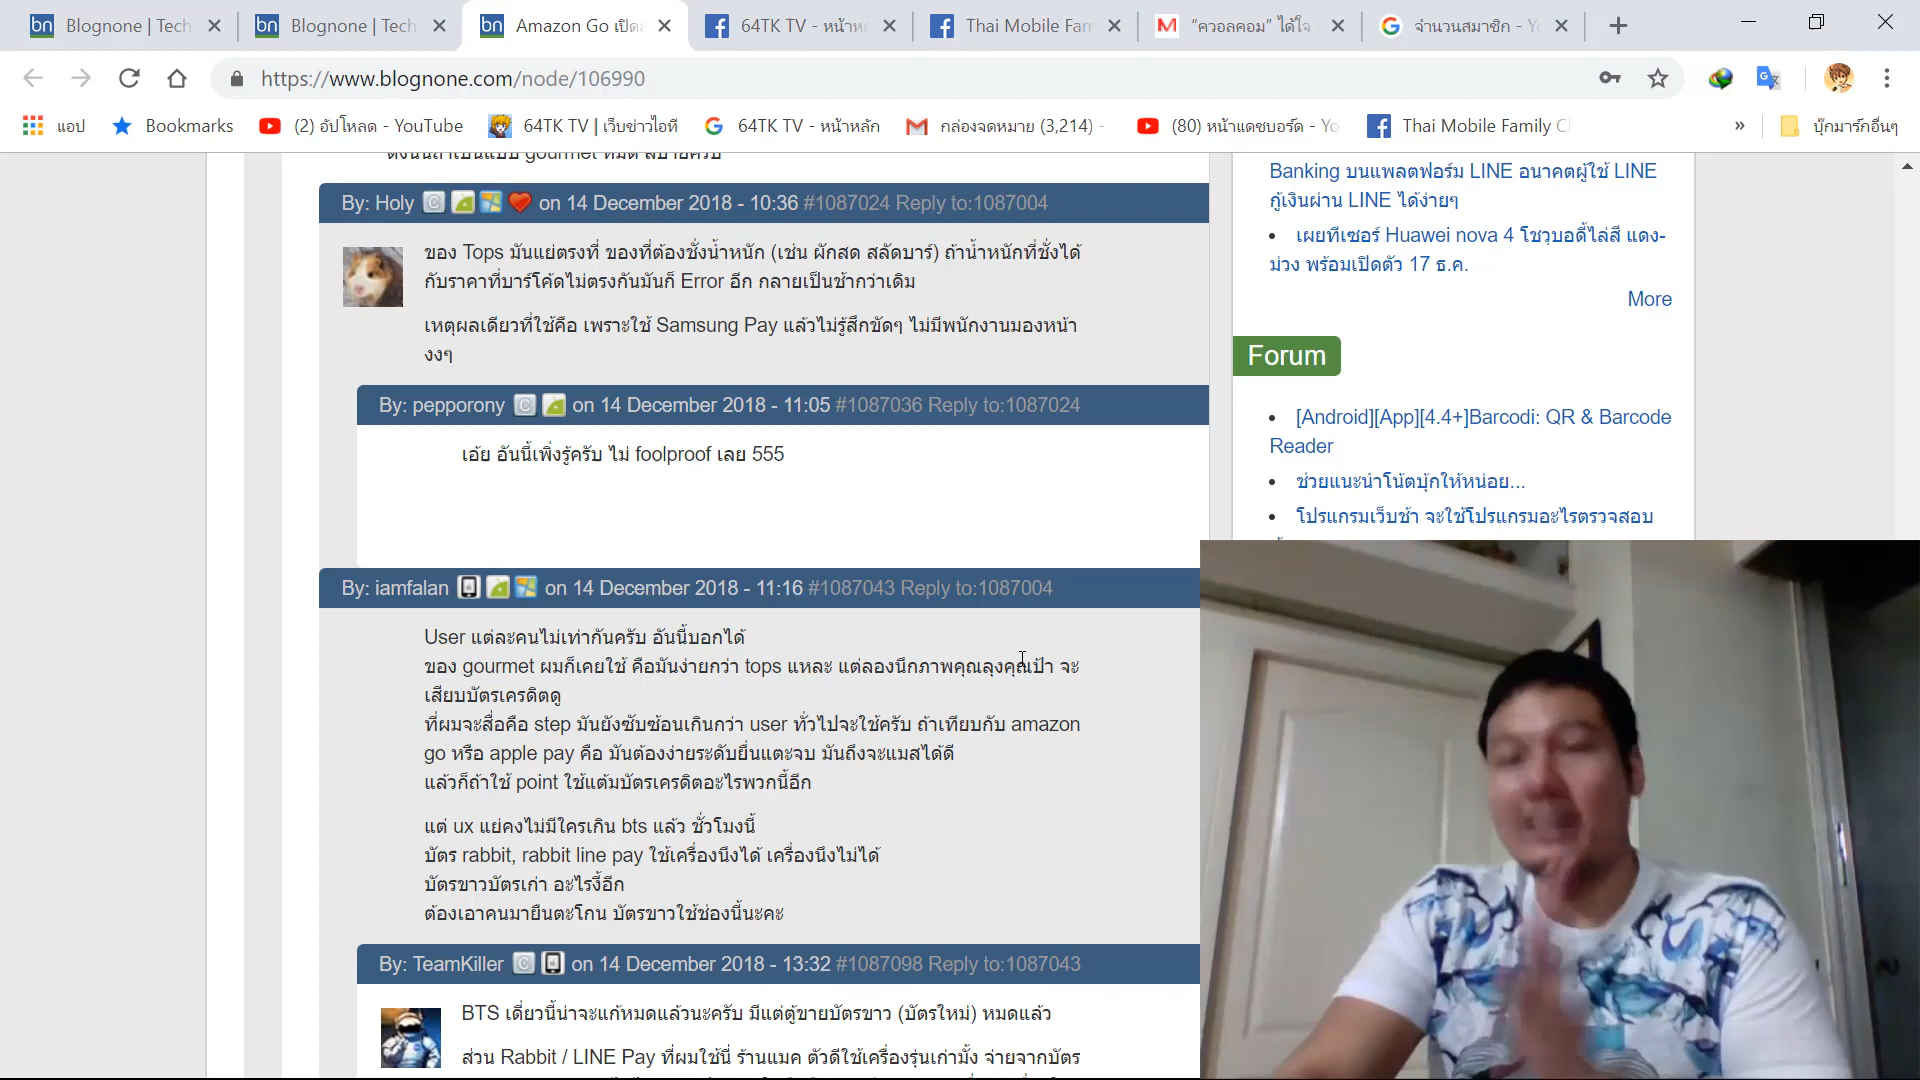 Blognone | Tech
Blognone | Tech
Amazon Go เปิด
64TK TV - หน้าห
Thai Mobile Fam
“ควอลคอม” ได้ใจ
จำนวนสมาชิก - Yo
https://www.blognone.com/node/106990
แอป
Bookmarks
(2) อัปโหลด - YouTube
64TK TV | เว็บข่าวไอที
64TK TV - หน้าหลัก
กล่องจดหมาย (3,214) -
(80) หน้าแดชบอร์ด - Yo
Thai Mobile Family Cl
»
บุ๊กมาร์กอื่นๆ
ดังนั้นถ้าเป็นแบบ gourmet หมด สบายครับ
By: Holy on 14 December 2018 - 10:36 #1087024 Reply to:1087004
ของ Tops มันแย่ตรงที่ ของที่ต้องชั่งน้ำหนัก (เช่น ผักสด สลัดบาร์) ถ้าน้ำหนักที่ชั่งได้
กับราคาที่บาร์โค้ดไม่ตรงกันมันก็ Error อีก กลายเป็นช้ากว่าเดิม
เหตุผลเดียวที่ใช้คือ เพราะใช้ Samsung Pay แล้วไม่รู้สึกขัดๆ ไม่มีพนักงานมองหน้า
งงๆ
By: pepporony on 14 December 2018 - 11:05 #1087036 Reply to:1087024
เอ้ย อันนี้เพิ่งรู้ครับ ไม่ foolproof เลย 555
By: iamfalan on 14 December 2018 - 11:16 #1087043 Reply to:1087004
User แต่ละคนไม่เท่ากันครับ อันนี้บอกได้
ของ gourmet ผมก็เคยใช้ คือมันง่ายกว่า tops แหละ แต่ลองนึกภาพคุณลุงคุณป้า จะ
เสียบบัตรเครดิตดู
ที่ผมจะสื่อคือ step มันยังซับซ้อนเกินกว่า user ทั่วไปจะใช้ครับ ถ้าเทียบกับ amazon
go หรือ apple pay คือ มันต้องง่ายระดับยื่นแตะจบ มันถึงจะแมสได้ดี
แล้วก็ถ้าใช้ point ใช้แต้มบัตรเครดิตอะไรพวกนี้อีก
แต่ ux แย่คงไม่มีใครเกิน bts แล้ว ชั่วโมงนี้
บัตร rabbit, rabbit line pay ใช้เครื่องนึงได้ เครื่องนึงไม่ได้
บัตรขาวบัตรเก่า อะไรงี้อีก
ต้องเอาคนมายืนตะโกน บัตรขาวใช้ช่องนี้นะคะ
By: TeamKiller on 14 December 2018 - 13:32 #1087098 Reply to:1087043
BTS เดี่ยวนี้น่าจะแก้หมดแล้วนะครับ มีแต่ตู้ขายบัตรขาว (บัตรใหม่) หมดแล้ว
ส่วน Rabbit / LINE Pay ที่ผมใช้นี่ ร้านแมค ตัวดีใช้เครื่องรุ่นเก่ามั้ง จ่ายจากบัตร
Banking บนแพลตฟอร์ม LINE อนาคตผู้ใช้ LINE
กู้เงินผ่าน LINE ได้ง่ายๆ
• เผยทีเซอร์ Huawei nova 4 โชวฺบอดี้ไล่สี แดง-
ม่วง พร้อมเปิดตัว 17 ธ.ค.
More
Forum
• [Android][App][4.4+]Barcodi: QR & Barcode
Reader
• ช่วยแนะนำโน้ตบุ้กให้หน่อย...
• โปรแกรมเว็บช้า จะใช้โปรแกรมอะไรตรวจสอบ